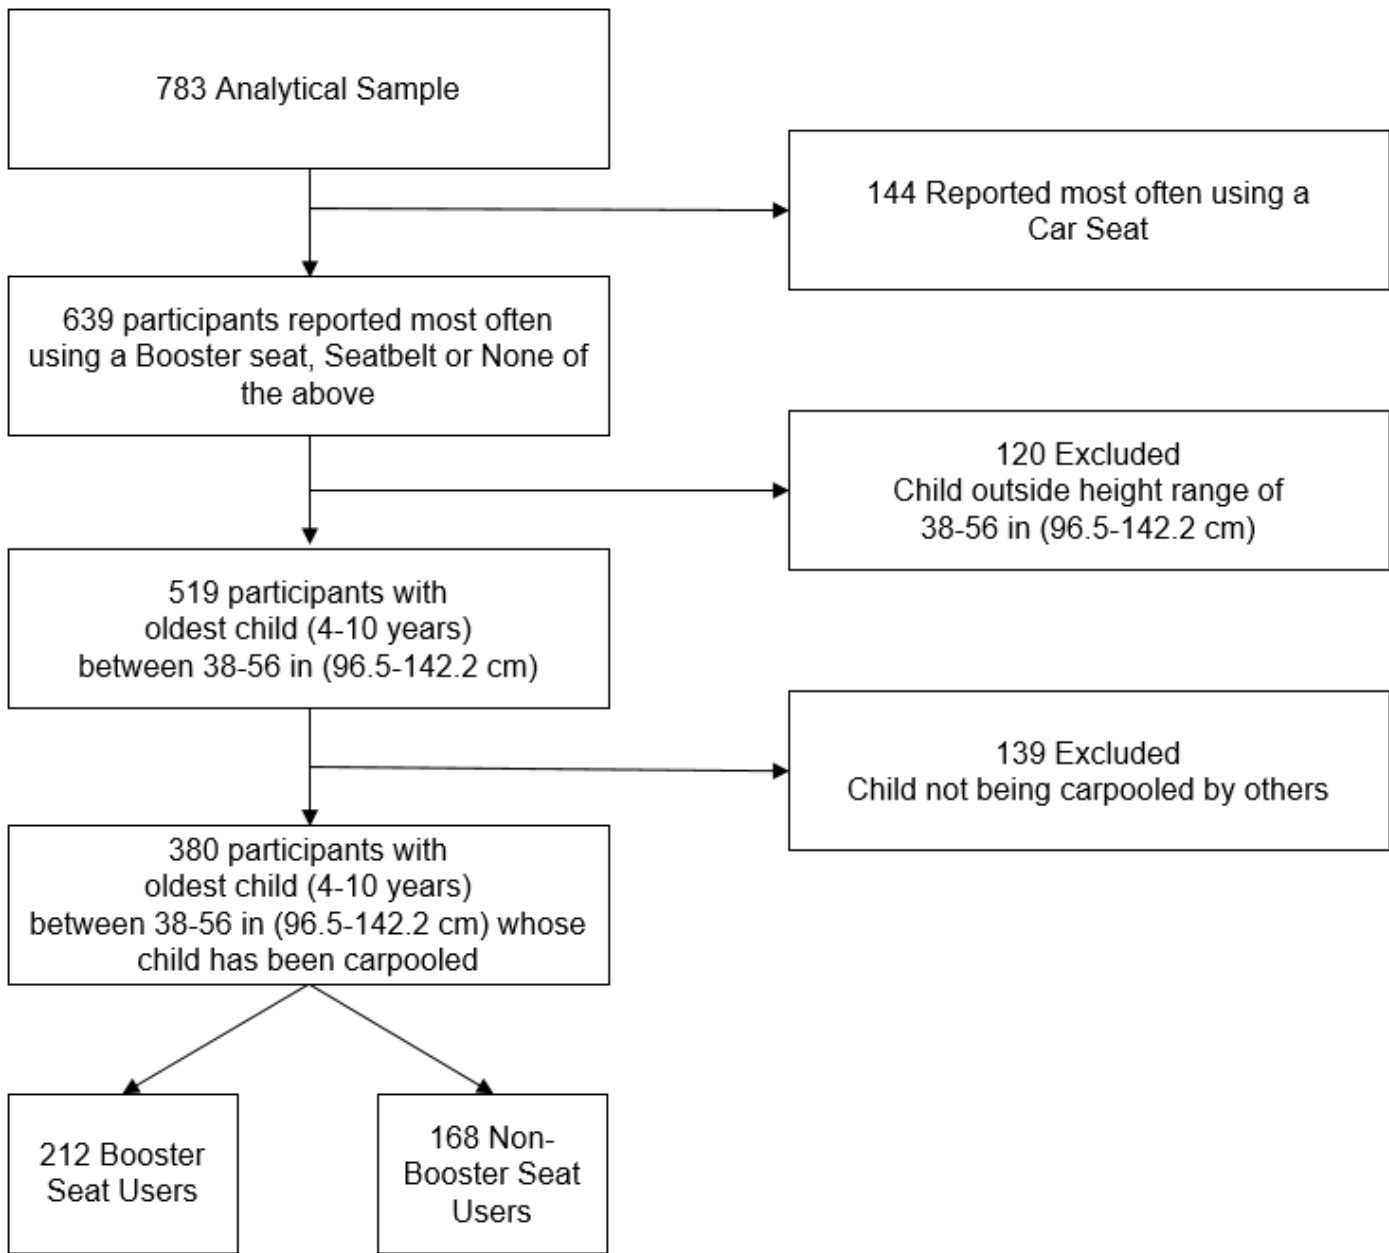 783 Analytical Sample
144 Reported most often using a
Car Seat
639 participants reported most often
using a Booster seat, Seatbelt or None of
the above
120 Excluded
Child outside height range of
38-56 in (96.5-142.2 cm)
519 participants with
oldest child (4-10 years)
between 38-56 in (96.5-142.2 cm)
139 Excluded
Child not being carpooled by others
380 participants with
oldest child (4-10 years)
between 38-56 in (96.5-142.2 cm) whose
child has been carpooled
212 Booster
Seat Users
168 Non-
Booster Seat
Users